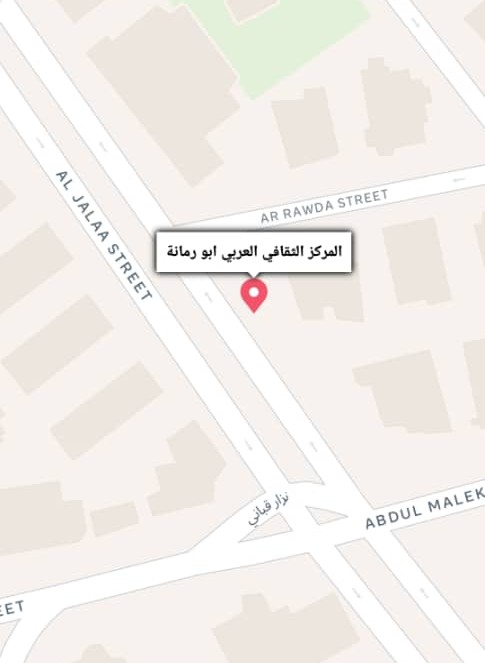 AL JALAA STREET
AR RAWDA STREET
المركز الثقافي العربي ابو رمانة
نزار قباني
ABDUL MALEK
EET